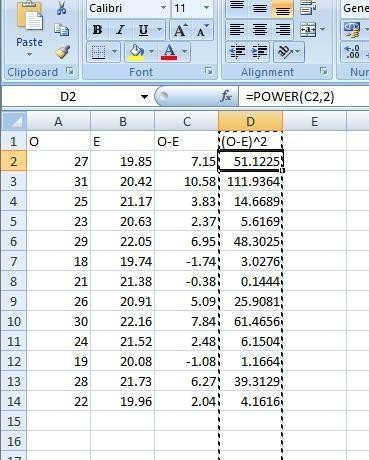 Calibri 11
Paste
B I U A A
Clipboard Font Alignment
D2 fx =POWER(C2,2)
A B C D E
1 O E O-E (O-E)^2
2 27 19.85 7.15 51.1225
3 31 20.42 10.58 111.9364
4 25 21.17 3.83 14.6689
5 23 20.63 2.37 5.6169
6 29 22.05 6.95 48.3025
7 18 19.74 -1.74 3.0276
8 21 21.38 -0.38 0.1444
9 26 20.91 5.09 25.9081
10 30 22.16 7.84 61.4656
11 24 21.52 2.48 6.1504
12 19 20.08 -1.08 1.1664
13 28 21.73 6.27 39.3129
14 22 19.96 2.04 4.1616
15
16